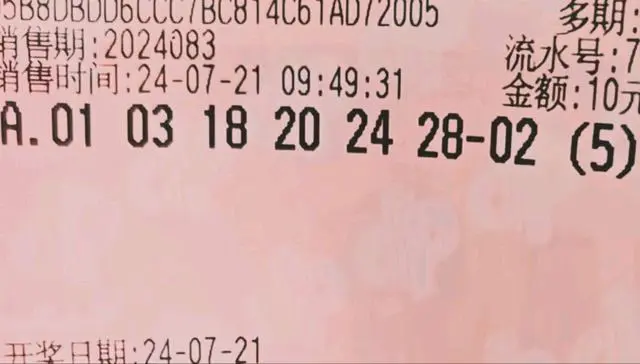 5B8DBDD6CCC7BC814C61AD72005
多期:
销售期:2024083
流水号:7
销售时间:24-07-21 09:49:31
金额:10元
A.01 03 18 20 24 28-02 (5)
开奖日期:24-07-21